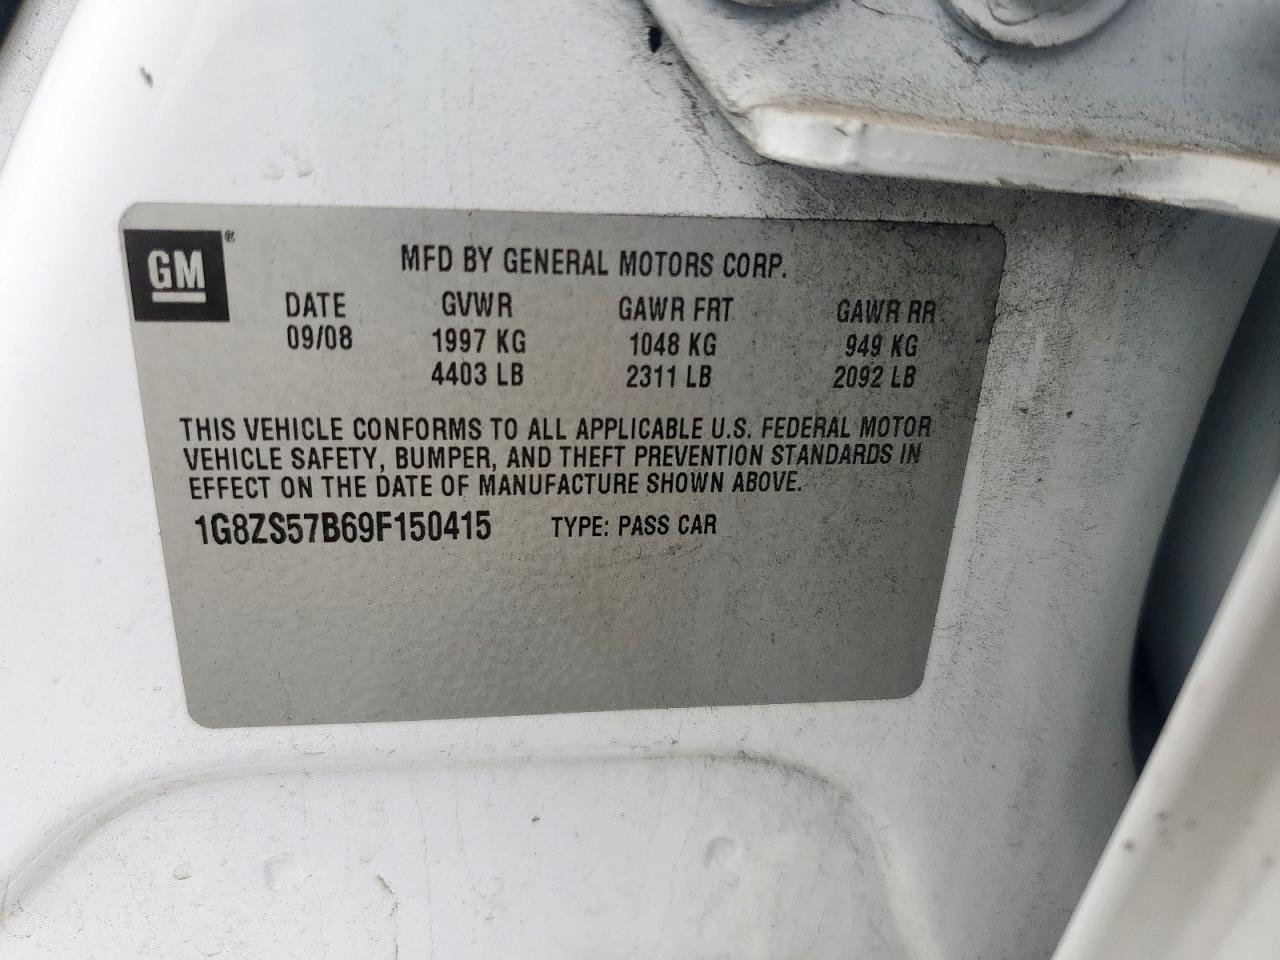 GM®
MFD BY GENERAL MOTORS CORP.
DATE GVWR GAWR FRT GAWR RR
09/08 1997 KG 1048 KG 949 KG
4403 LB 2311 LB 2092 LB
THIS VEHICLE CONFORMS TO ALL APPLICABLE U.S. FEDERAL MOTOR
VEHICLE SAFETY, BUMPER, AND THEFT PREVENTION STANDARDS IN
EFFECT ON THE DATE OF MANUFACTURE SHOWN ABOVE.
1G8ZS57B69F150415 TYPE: PASS CAR